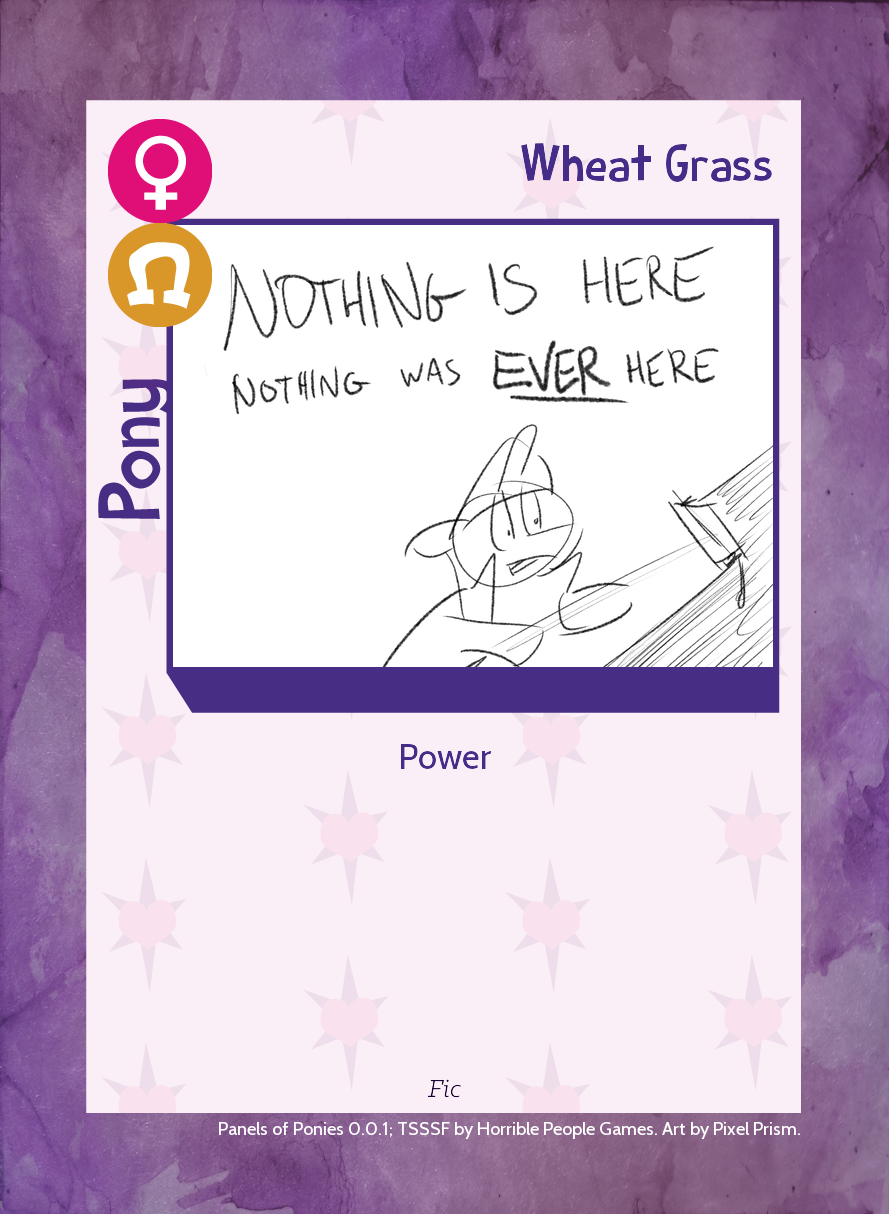 Wheat Grass
NOTHING IS HERE
NOTHING WAS EVER HERE
Pony
Power
Fic
Panels of Ponies 0.0.1; TSSSF by Horrible People Games. Art by Pixel Prism.